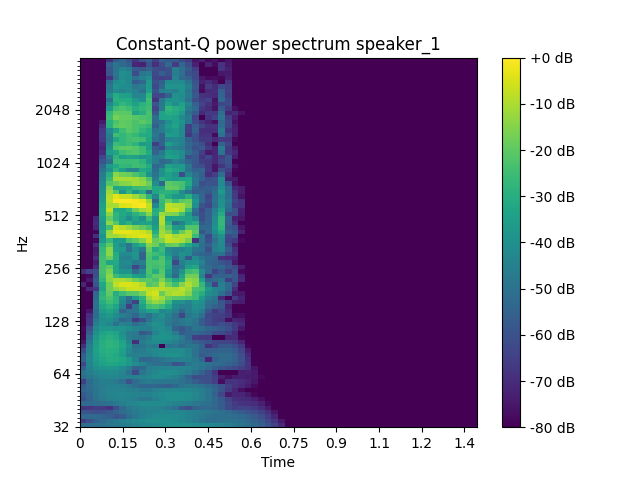 Constant-Q power spectrum speaker_1
Hz
2048
1024
512
256
128
64
32
0 0.15 0.3 0.45 0.6 0.75 0.9 1.1 1.2 1.4
Time
+0 dB
-10 dB
-20 dB
-30 dB
-40 dB
-50 dB
-60 dB
-70 dB
-80 dB